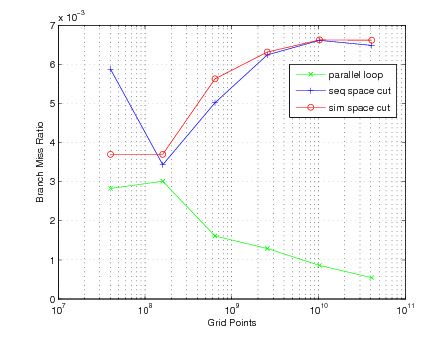 x 10⁻³
7
6
5
4
3
2
1
0
10⁷
10⁸
10⁹
10¹⁰
10¹¹
Grid Points
Branch Miss Ratio
parallel loop
seq space cut
sim space cut